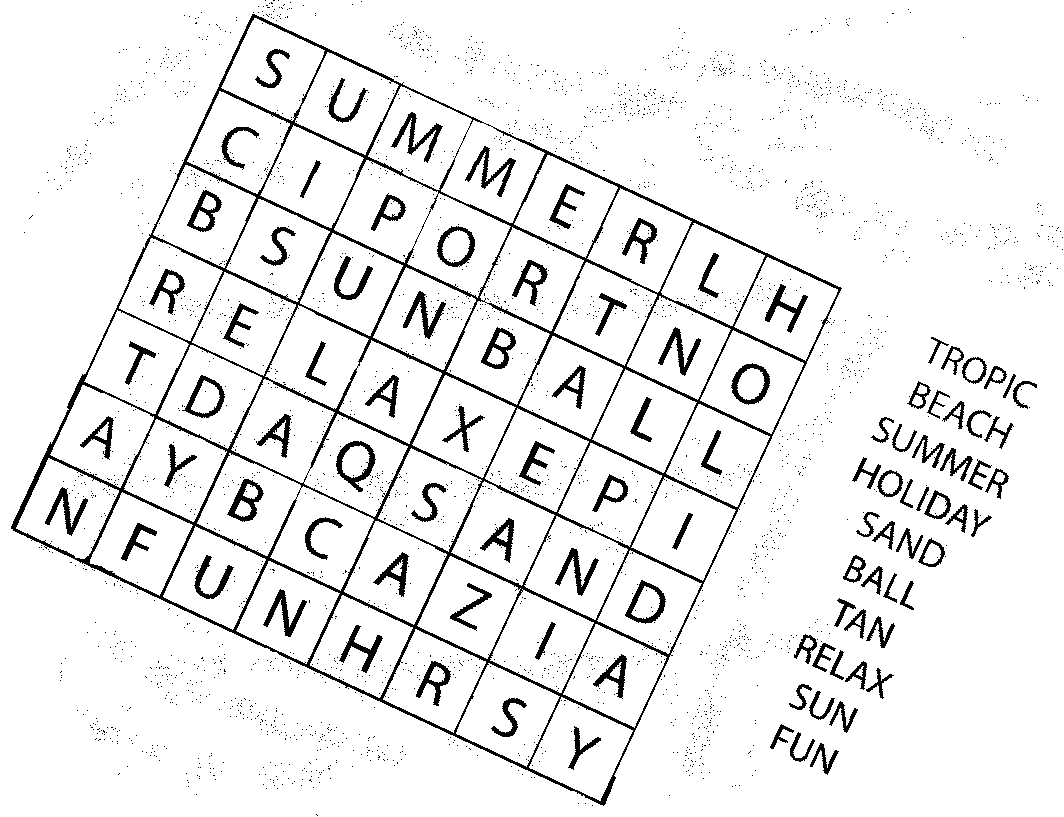 S U M M E R L H
C I P O R T N O
B S U N B A L L
R E L A X E P I
T D A Q S A N D
A Y B C A Z I A
N F U N H R S Y
TROPIC
BEACH
SUMMER
HOLIDAY
SAND
BALL
TAN
RELAX
SUN
FUN